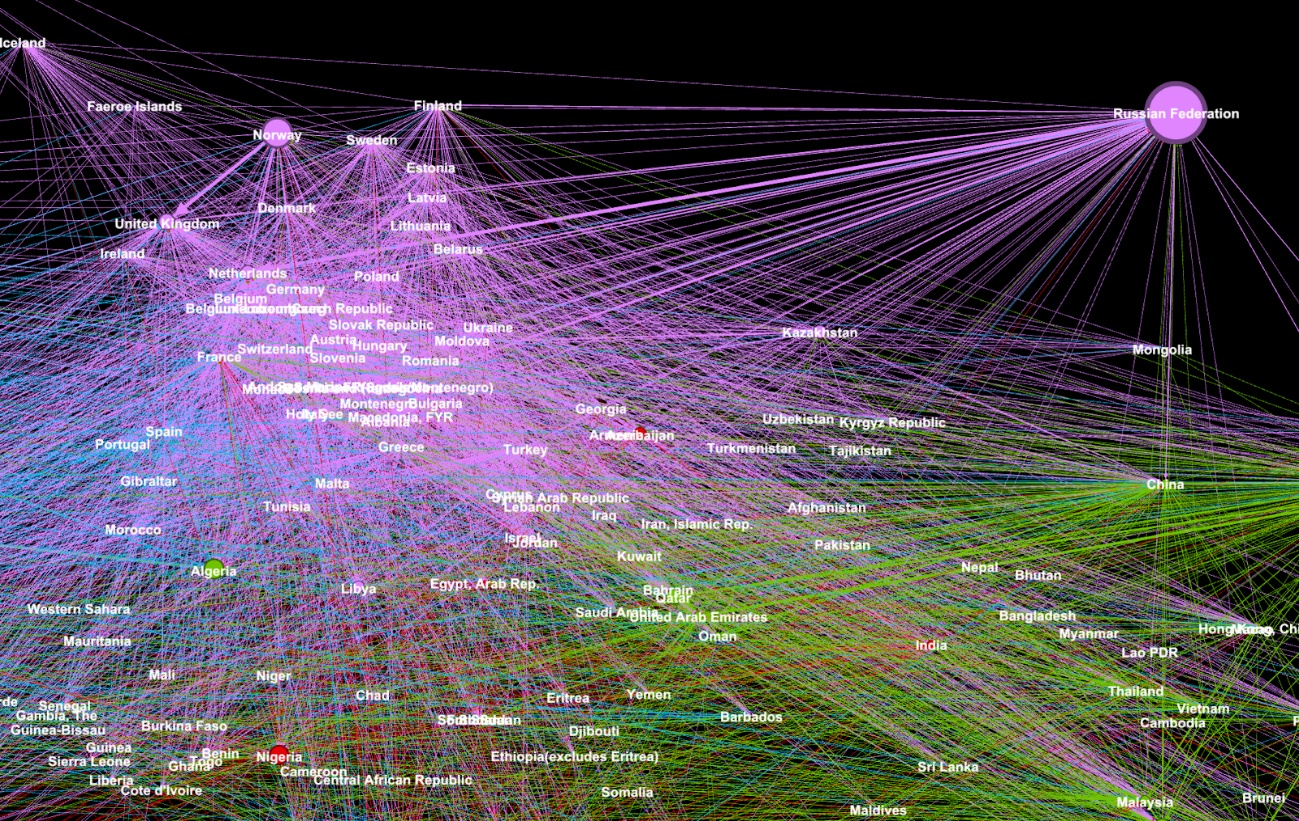 Iceland
Faeroe Islands
Finland
Russian Federation
Norway
Sweden
Estonia
Latvia
Denmark
United Kingdom
Lithuania
Ireland
Belarus
Netherlands
Poland
Germany
Belgium
Czech Republic
Slovak Republic
Ukraine
Kazakhstan
Austria
Moldova
Hungary
Switzerland
Mongolia
France
Slovenia
Romania
Montenegro
Bulgaria
Georgia
Holy See
Macedonia, FYR
Albania
Uzbekistan
Kyrgyz Republic
Spain
Azerbaijan
Portugal
Greece
Turkey
Turkmenistan
Tajikistan
Gibraltar
Malta
China
Cyprus
Syrian Arab Republic
Tunisia
Lebanon
Afghanistan
Iraq
Iran, Islamic Rep.
Morocco
Israel
Jordan
Pakistan
Kuwait
Algeria
Nepal
Bhutan
Libya
Egypt, Arab Rep.
Bahrain
Qatar
Western Sahara
Saudi Arabia
United Arab Emirates
Bangladesh
Myanmar
Mauritania
Oman
India
Lao PDR
Mali
Niger
Chad
Eritrea
Yemen
Thailand
Senegal
Vietnam
Gambia, The
Barbados
Cambodia
Guinea-Bissau
Burkina Faso
Djibouti
Guinea
Benin
Nigeria
Ethiopia(excludes Eritrea)
Sierra Leone
Togo
Ghana
Sri Lanka
Cameroon
Central African Republic
Liberia
Cote d'Ivoire
Somalia
Brunei
Malaysia
Maldives